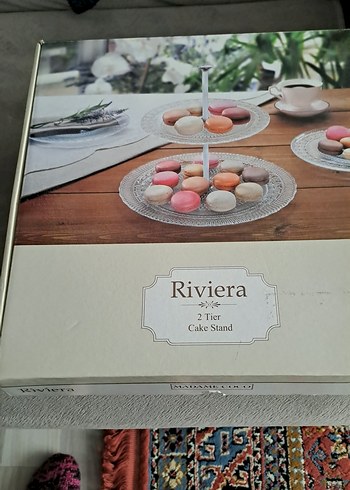 Riviera
2 Tier
Cake Stand
Riviera
MADAME COCO